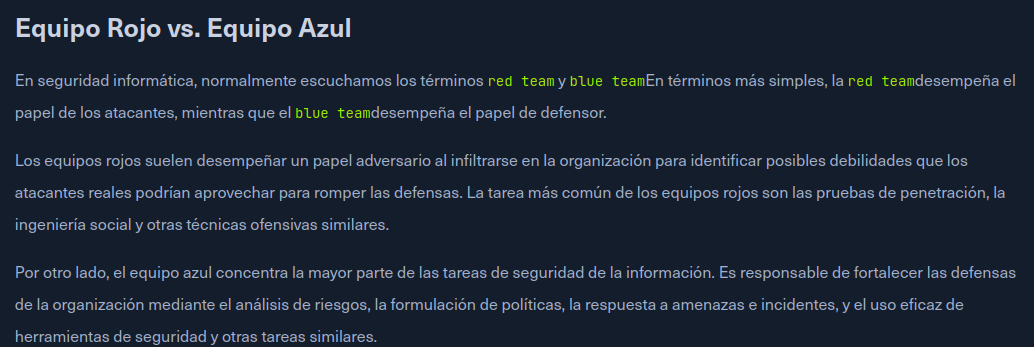 Equipo Rojo vs. Equipo Azul
En seguridad informática, normalmente escuchamos los términos red team y blue teamEn términos más simples, la red teamdesempeña el
papel de los atacantes, mientras que el blue teamdesempeña el papel de defensor.
Los equipos rojos suelen desempeñar un papel adversario al infiltrarse en la organización para identificar posibles debilidades que los
atacantes reales podrían aprovechar para romper las defensas. La tarea más común de los equipos rojos son las pruebas de penetración, la
ingeniería social y otras técnicas ofensivas similares.
Por otro lado, el equipo azul concentra la mayor parte de las tareas de seguridad de la información. Es responsable de fortalecer las defensas
de la organización mediante el análisis de riesgos, la formulación de políticas, la respuesta a amenazas e incidentes, y el uso eficaz de
herramientas de seguridad y otras tareas similares.